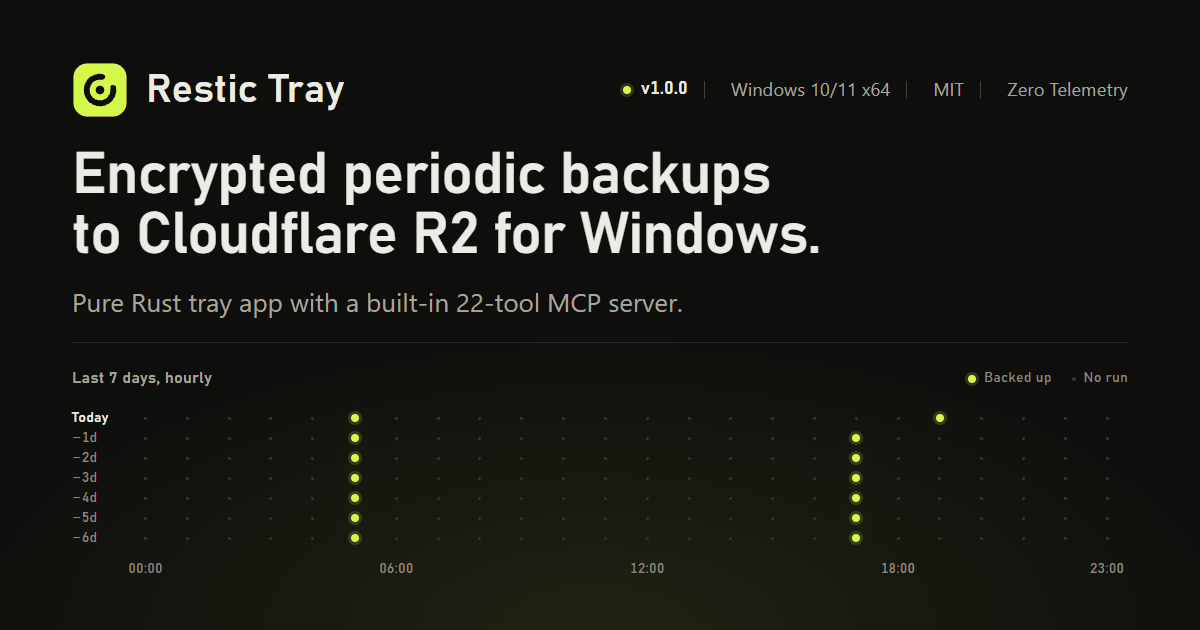 Restic Tray
v1.0.0 | Windows 10/11 x64 | MIT | Zero Telemetry
Encrypted periodic backups
to Cloudflare R2 for Windows.
Pure Rust tray app with a built-in 22-tool MCP server.
Last 7 days, hourly
Backed up No run
Today
−1d
−2d
−3d
−4d
−5d
−6d
00:00 06:00 12:00 18:00 23:00